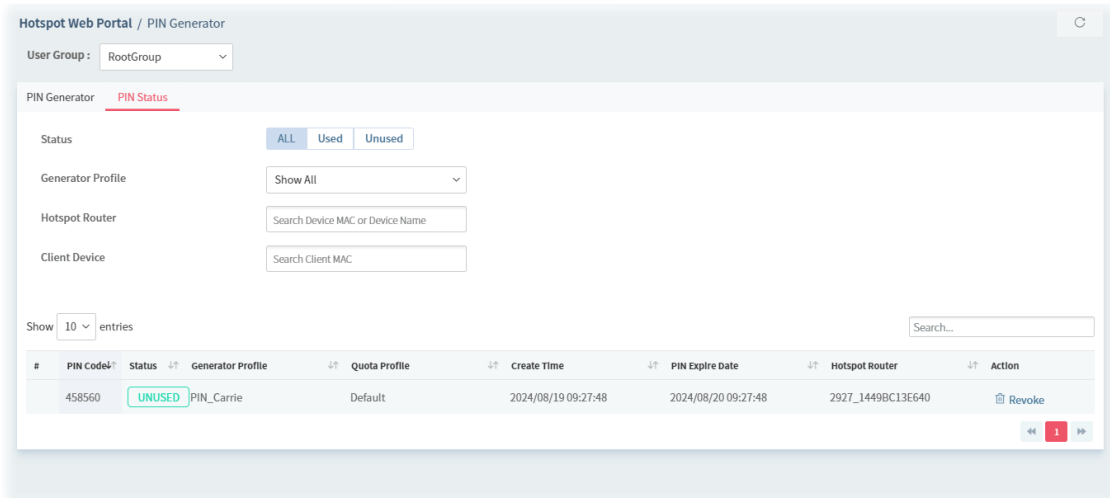 Hotspot Web Portal / PIN Generator
User Group : RootGroup
PIN Generator PIN Status
Status ALL Used Unused
Generator Profile Show All
Hotspot Router Search Device MAC or Device Name
Client Device Search Client MAC
Show 10 entries Search...
# PIN Code Status Generator Profile Quota Profile Create Time PIN Expire Date Hotspot Router Action
458560 UNUSED PIN_Carrie Default 2024/08/19 09:27:48 2024/08/20 09:27:48 2927_1449BC13E640 Revoke
1